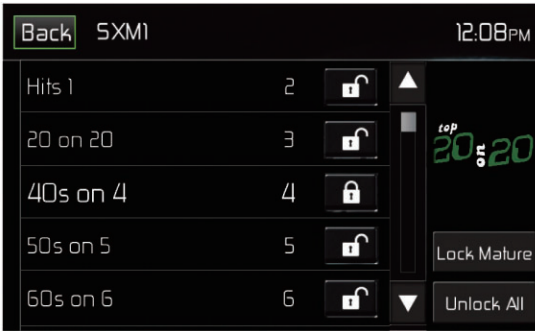 Back SXM1 12:08PM
Hits 1 2
20 on 20 3
40s on 4 4
50s on 5 5
60s on 6 6
top
20 on 20
Lock Mature
Unlock All